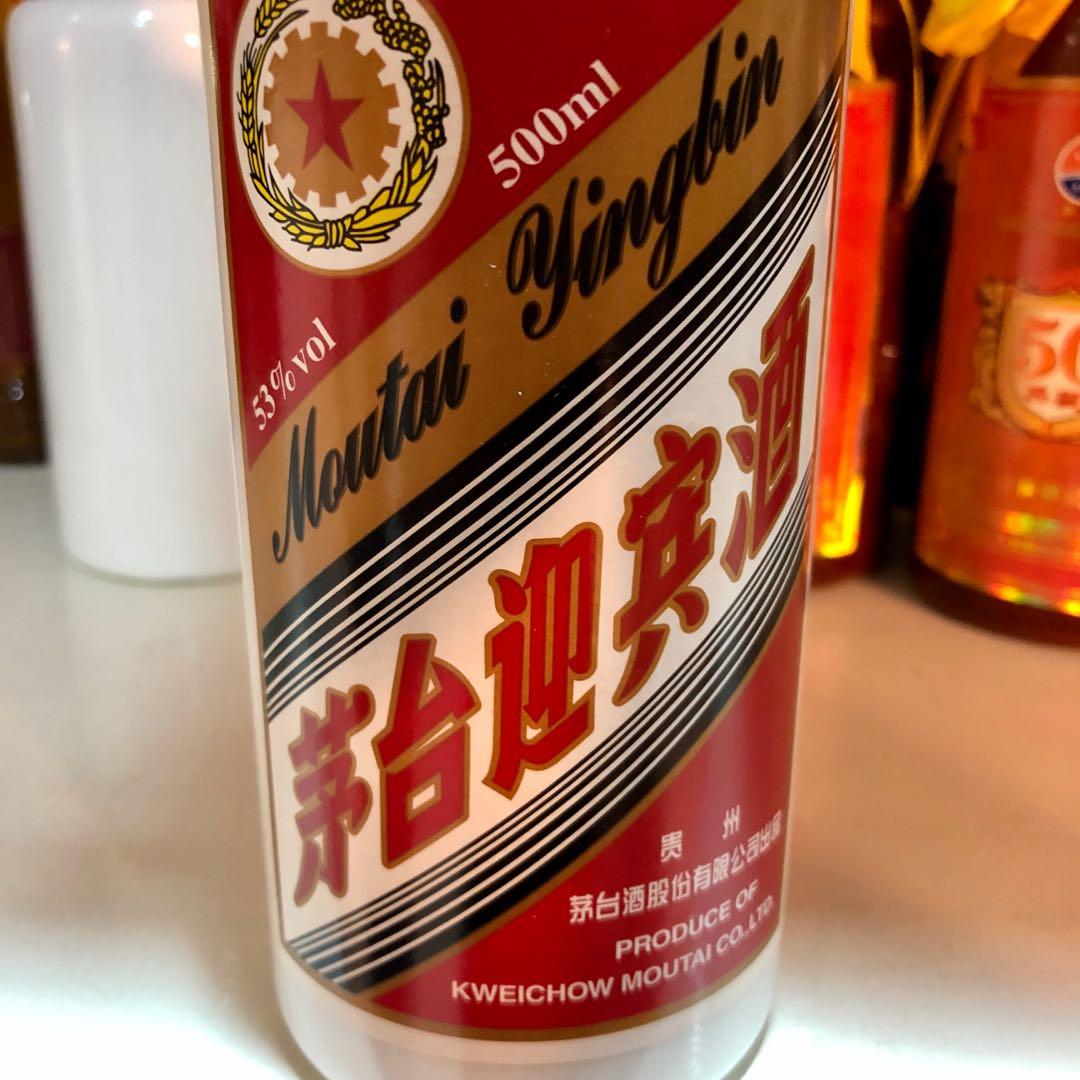 500ml
53%vol
Moutai Yingbin
茅台迎宾酒
贵州
茅台酒股份有限公司出品
PRODUCE OF
KWEICHOW MOUTAI CO.,LTD.
50